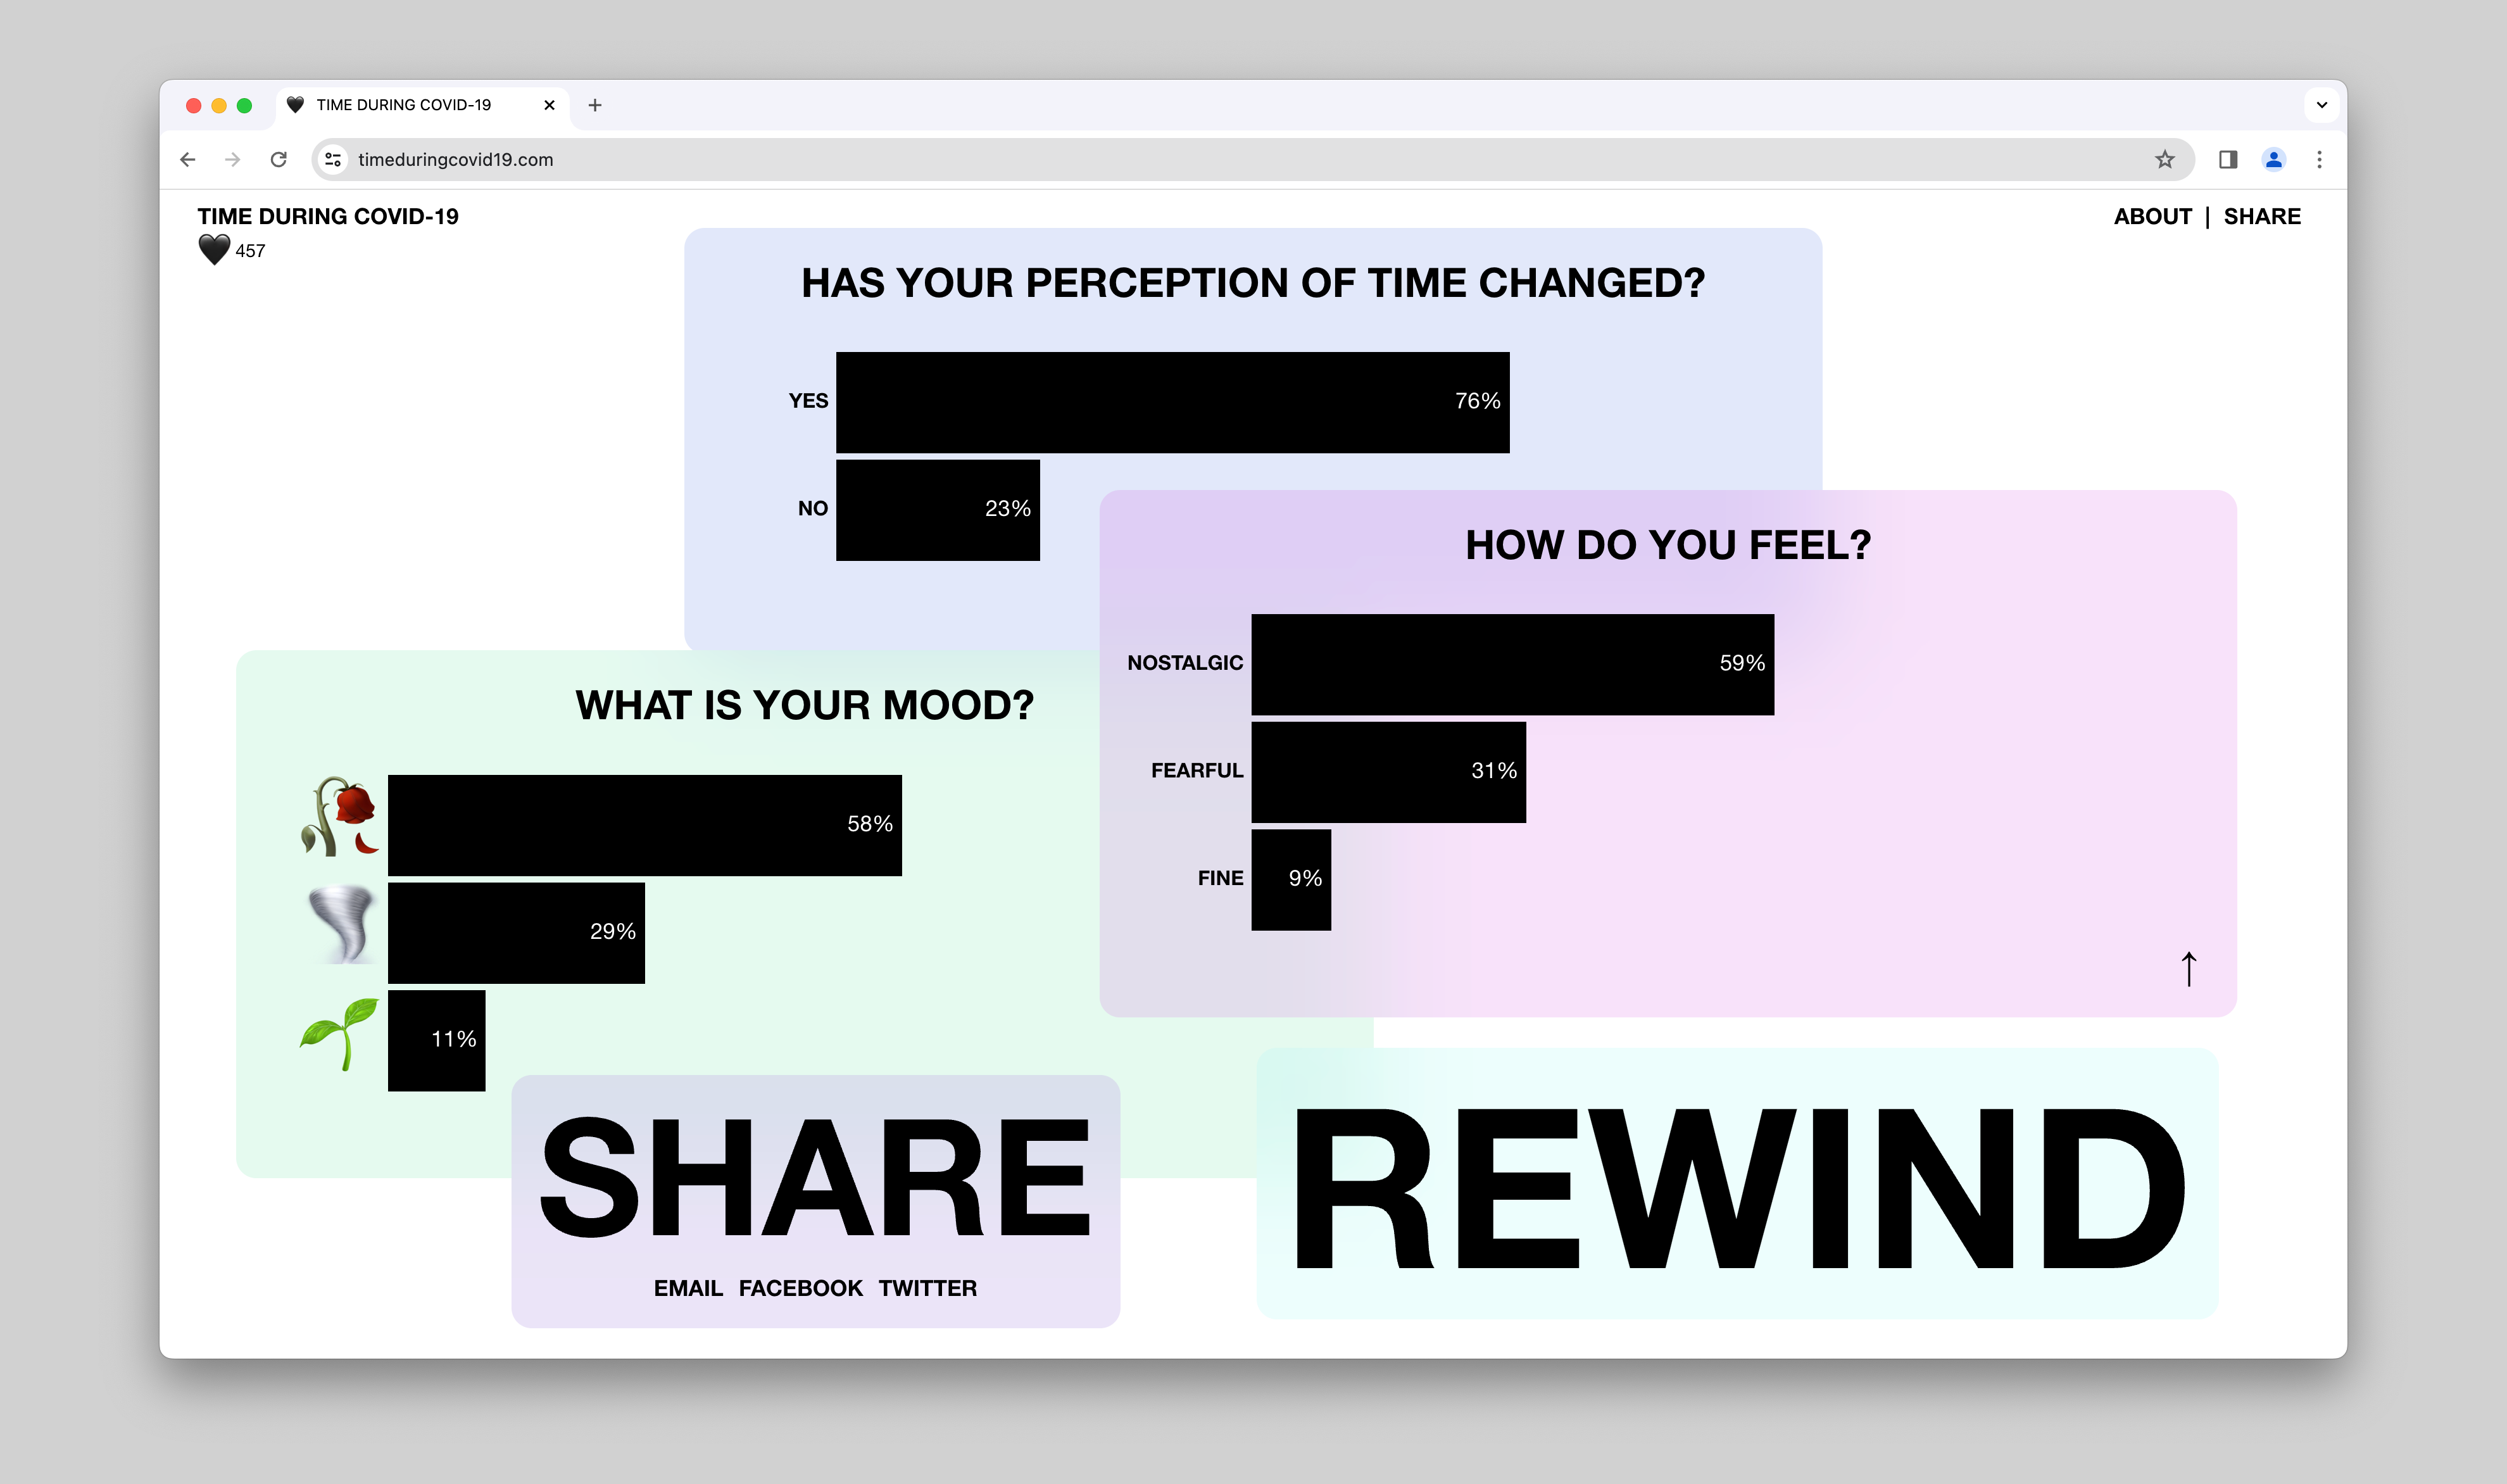 TIME DURING COVID-19
timeduringcovid19.com
TIME DURING COVID-19
🖤 457
ABOUT | SHARE
HAS YOUR PERCEPTION OF TIME CHANGED?
YES 76%
NO 23%
HOW DO YOU FEEL?
NOSTALGIC 59%
FEARFUL 31%
FINE 9%
WHAT IS YOUR MOOD?
🥀 58%
🌪️ 29%
🌱 11%
↑
SHARE
EMAIL FACEBOOK TWITTER
REWIND